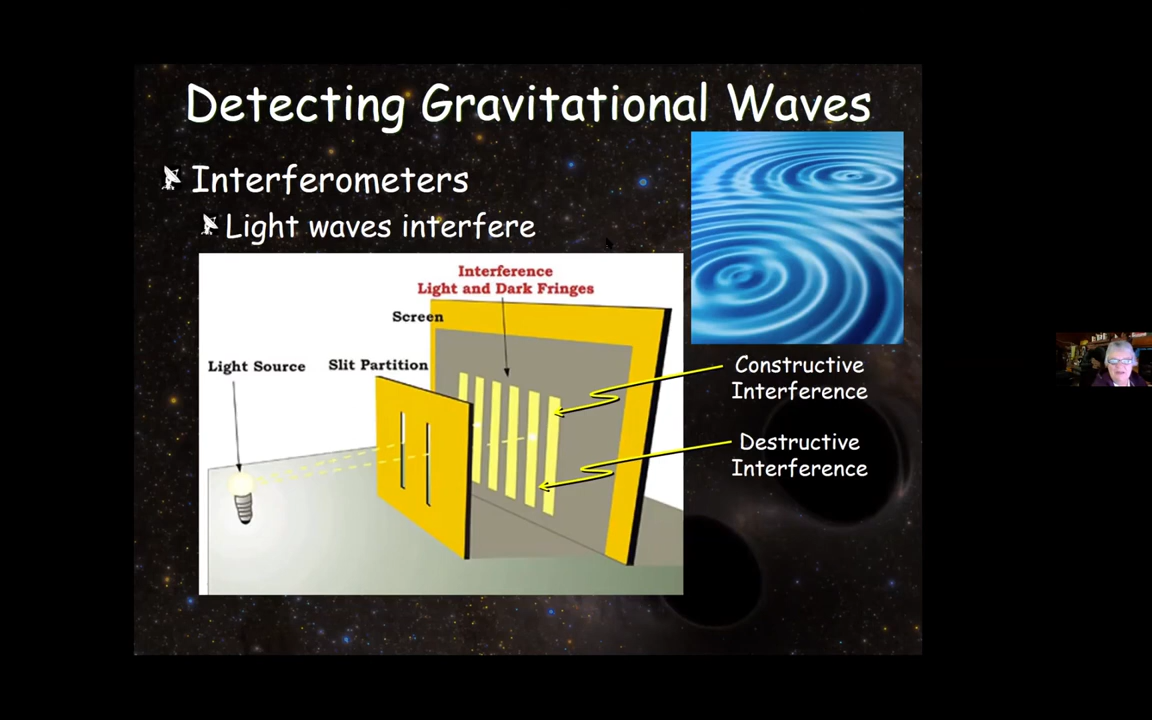 Detecting Gravitational Waves
Interferometers
Light waves interfere
Interference
Light and Dark Fringes
Screen
Light Source
Slit Partition
Constructive
Interference
Destructive
Interference